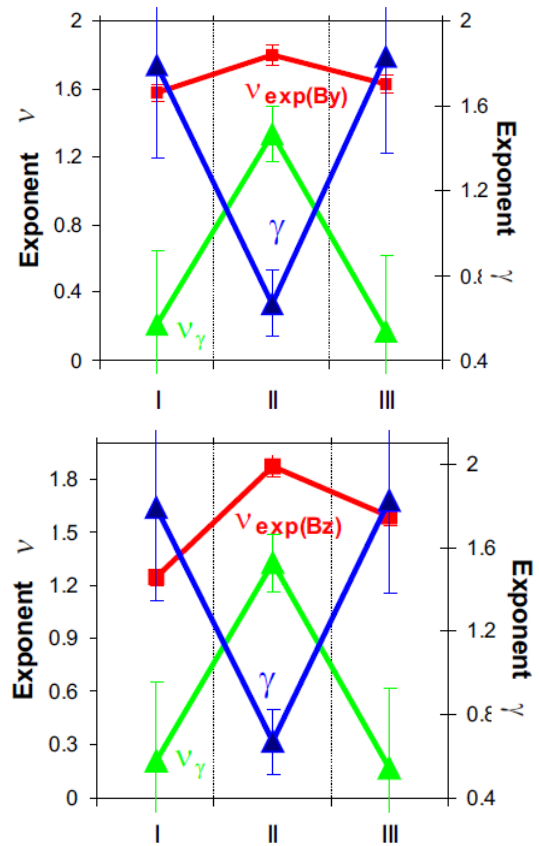 2
1.6
1.2
0.8
0.4
0
Exponent ν
2
1.6
1.2
0.8
0.4
Exponent γ
ν exp(By)
γ
ν γ
I II III
1.8
1.5
1.2
0.9
0.6
0.3
0
Exponent ν
2
1.6
1.2
0.8
0.4
Exponent γ
ν exp(Bz)
γ
ν γ
I II III